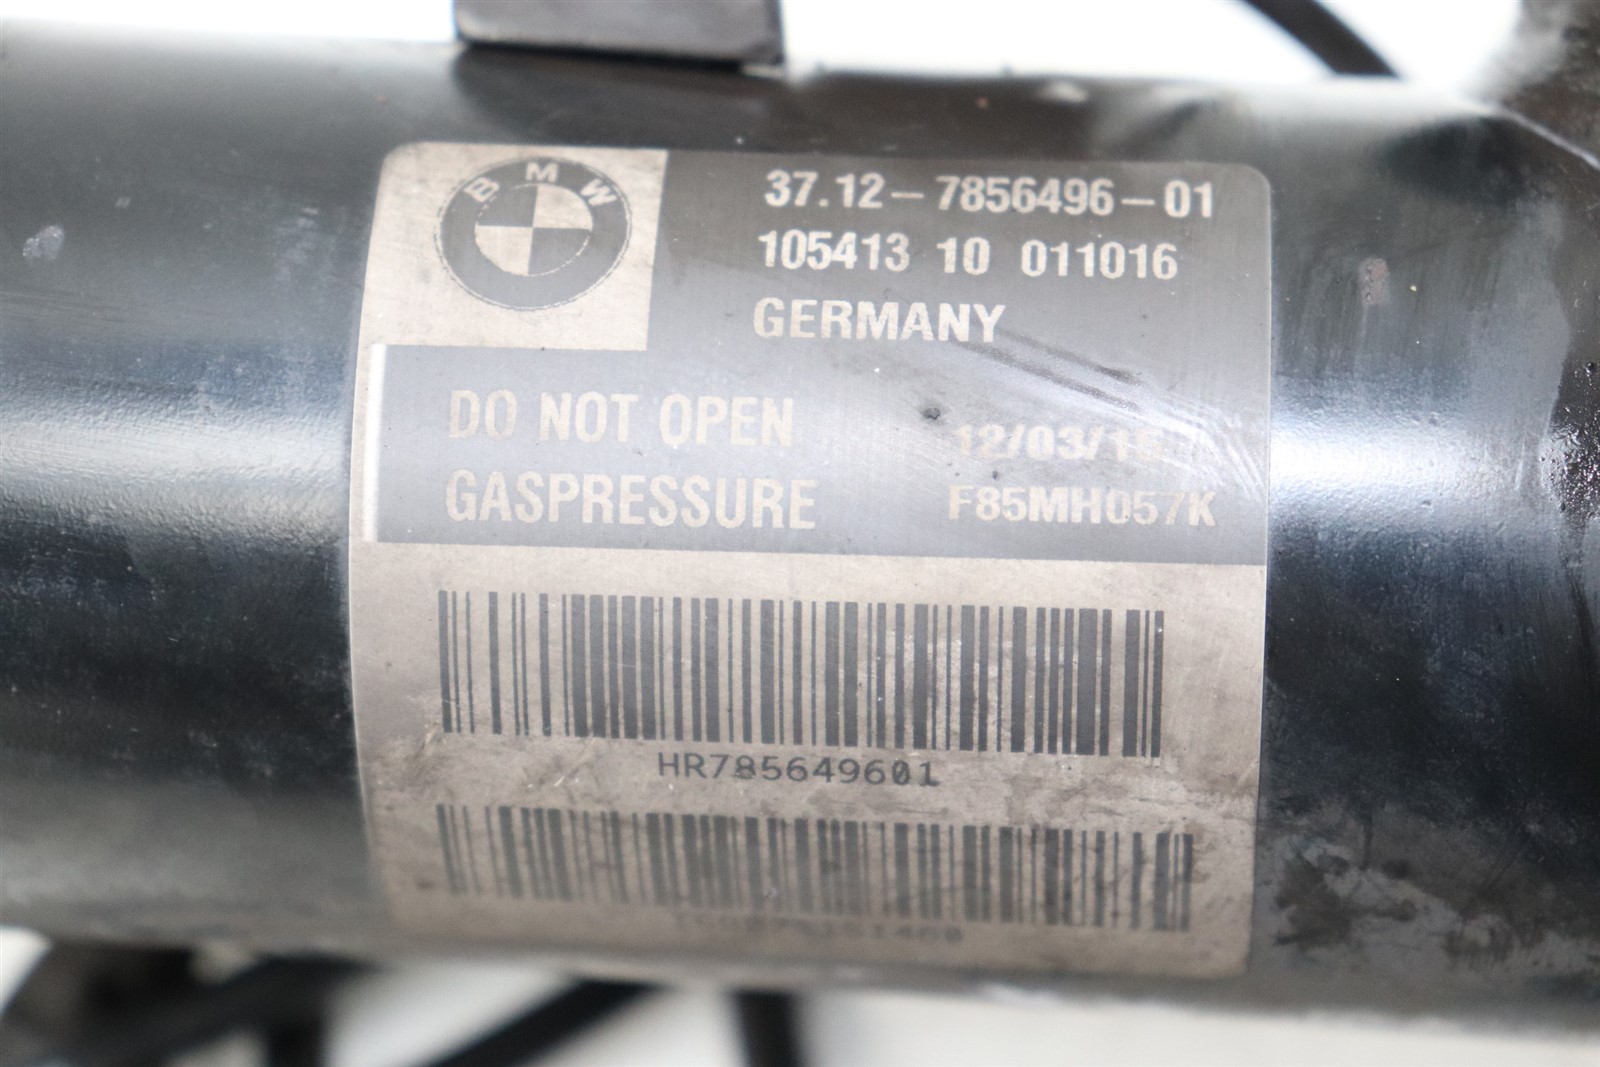 BMW
37.12-7856496-01
105413 10 011016
GERMANY
DO NOT OPEN
GASPRESSURE
F85MH057K
HR785649601